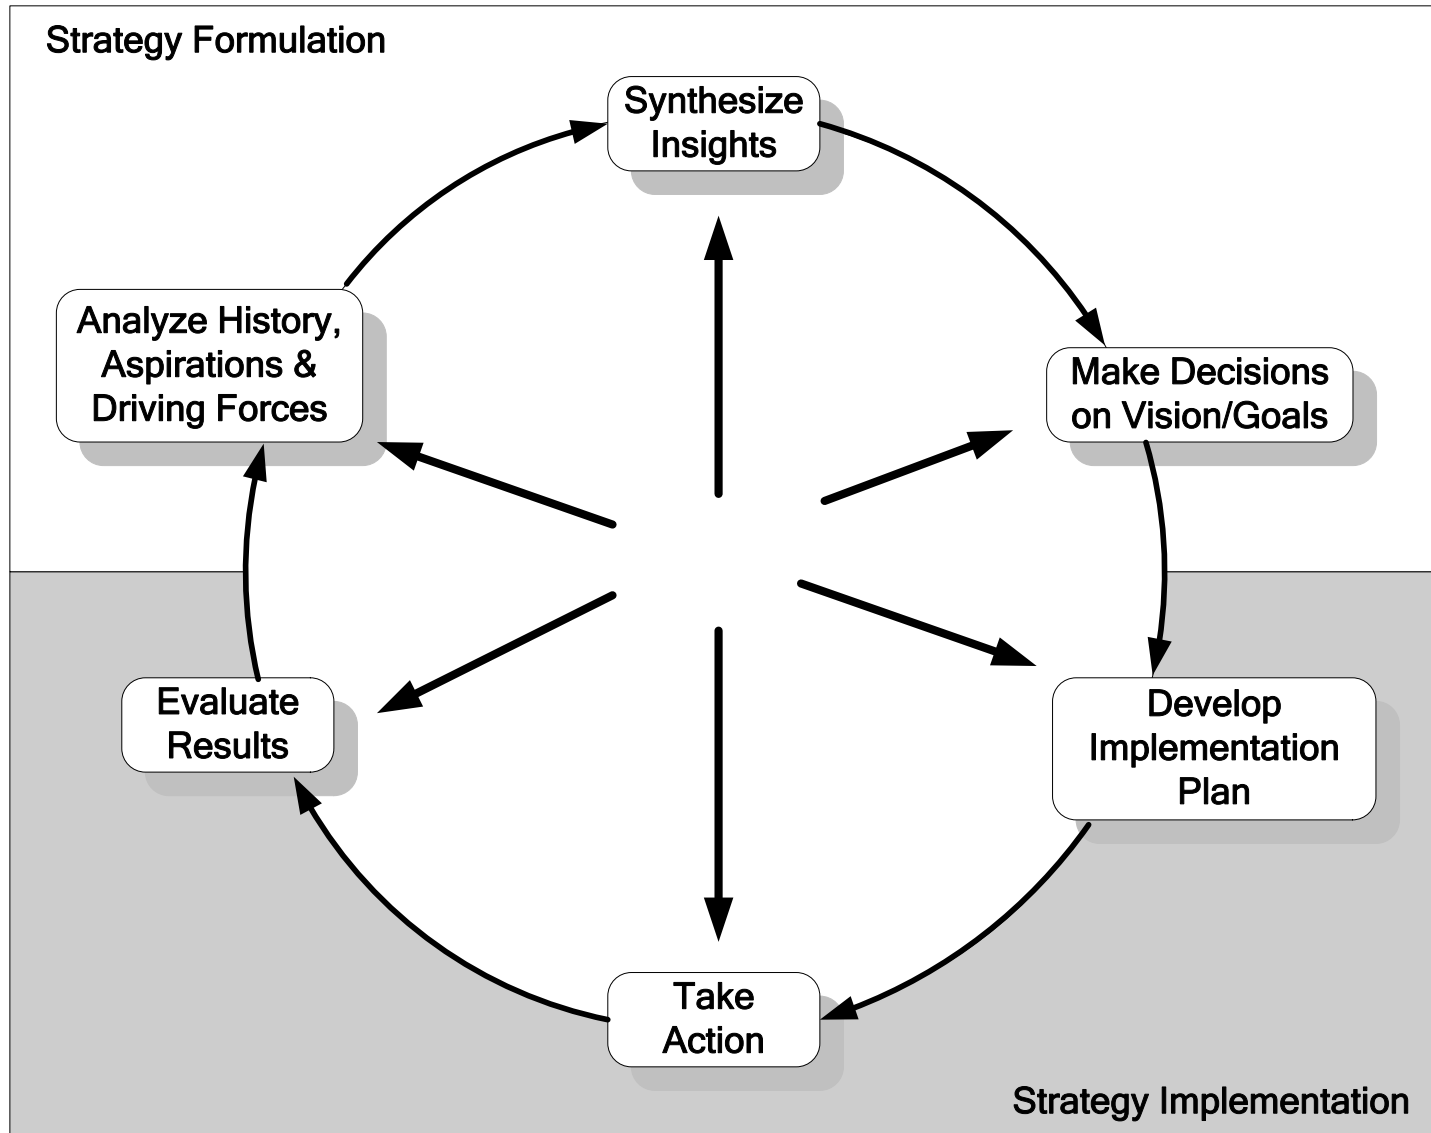 Strategy Formulation
Synthesize
Insights
Analyze History,
Aspirations &
Driving Forces
Make Decisions
on Vision/Goals
Evaluate
Results
Develop
Implementation
Plan
Take
Action
Strategy Implementation